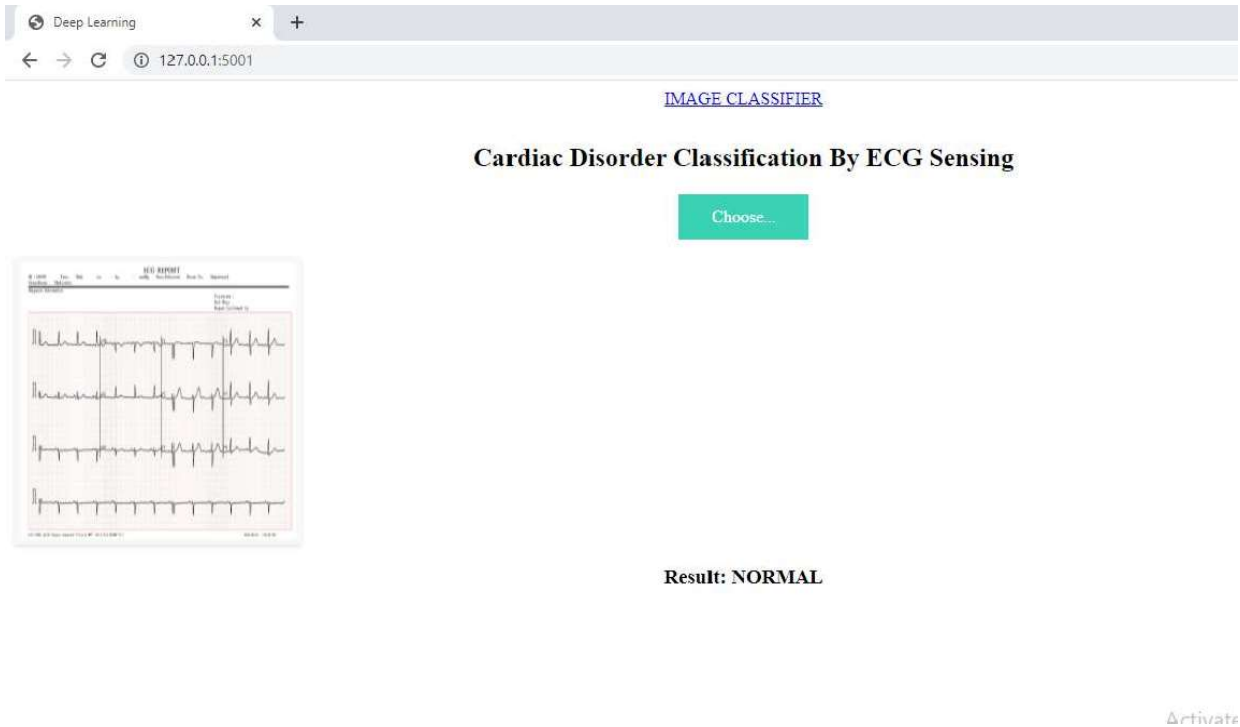 Deep Learning
127.0.0.1:5001
IMAGE CLASSIFIER
Cardiac Disorder Classification By ECG Sensing
Choose...
ECG REPORT
Result: NORMAL
Activate